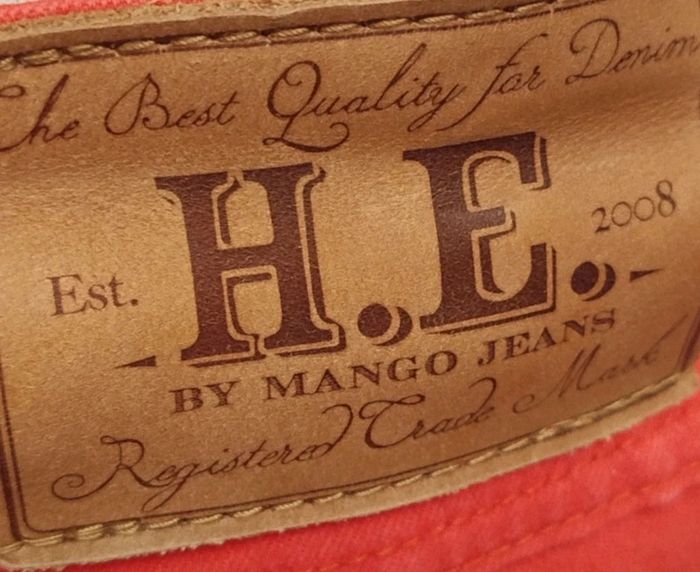 The Best Quality for Denim
H.E.
Est. 2008
BY MANGO JEANS
Registered Trade Mark